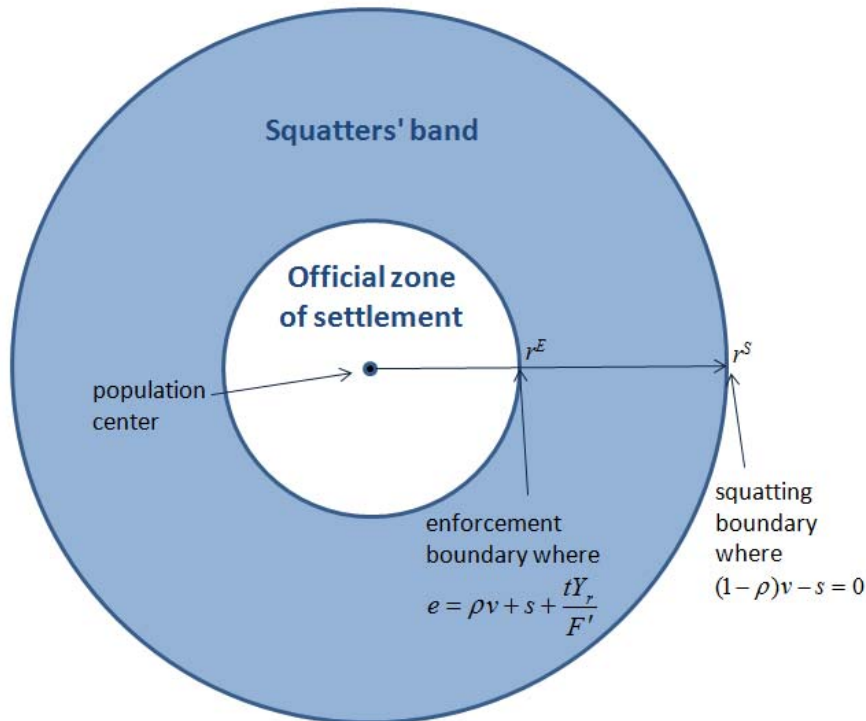 Squatters' band
Official zone
of settlement
r^E
r^S
population
center
enforcement
boundary where
e = ρv + s + tY_r / F'
squatting
boundary
where
(1 − ρ)v − s = 0